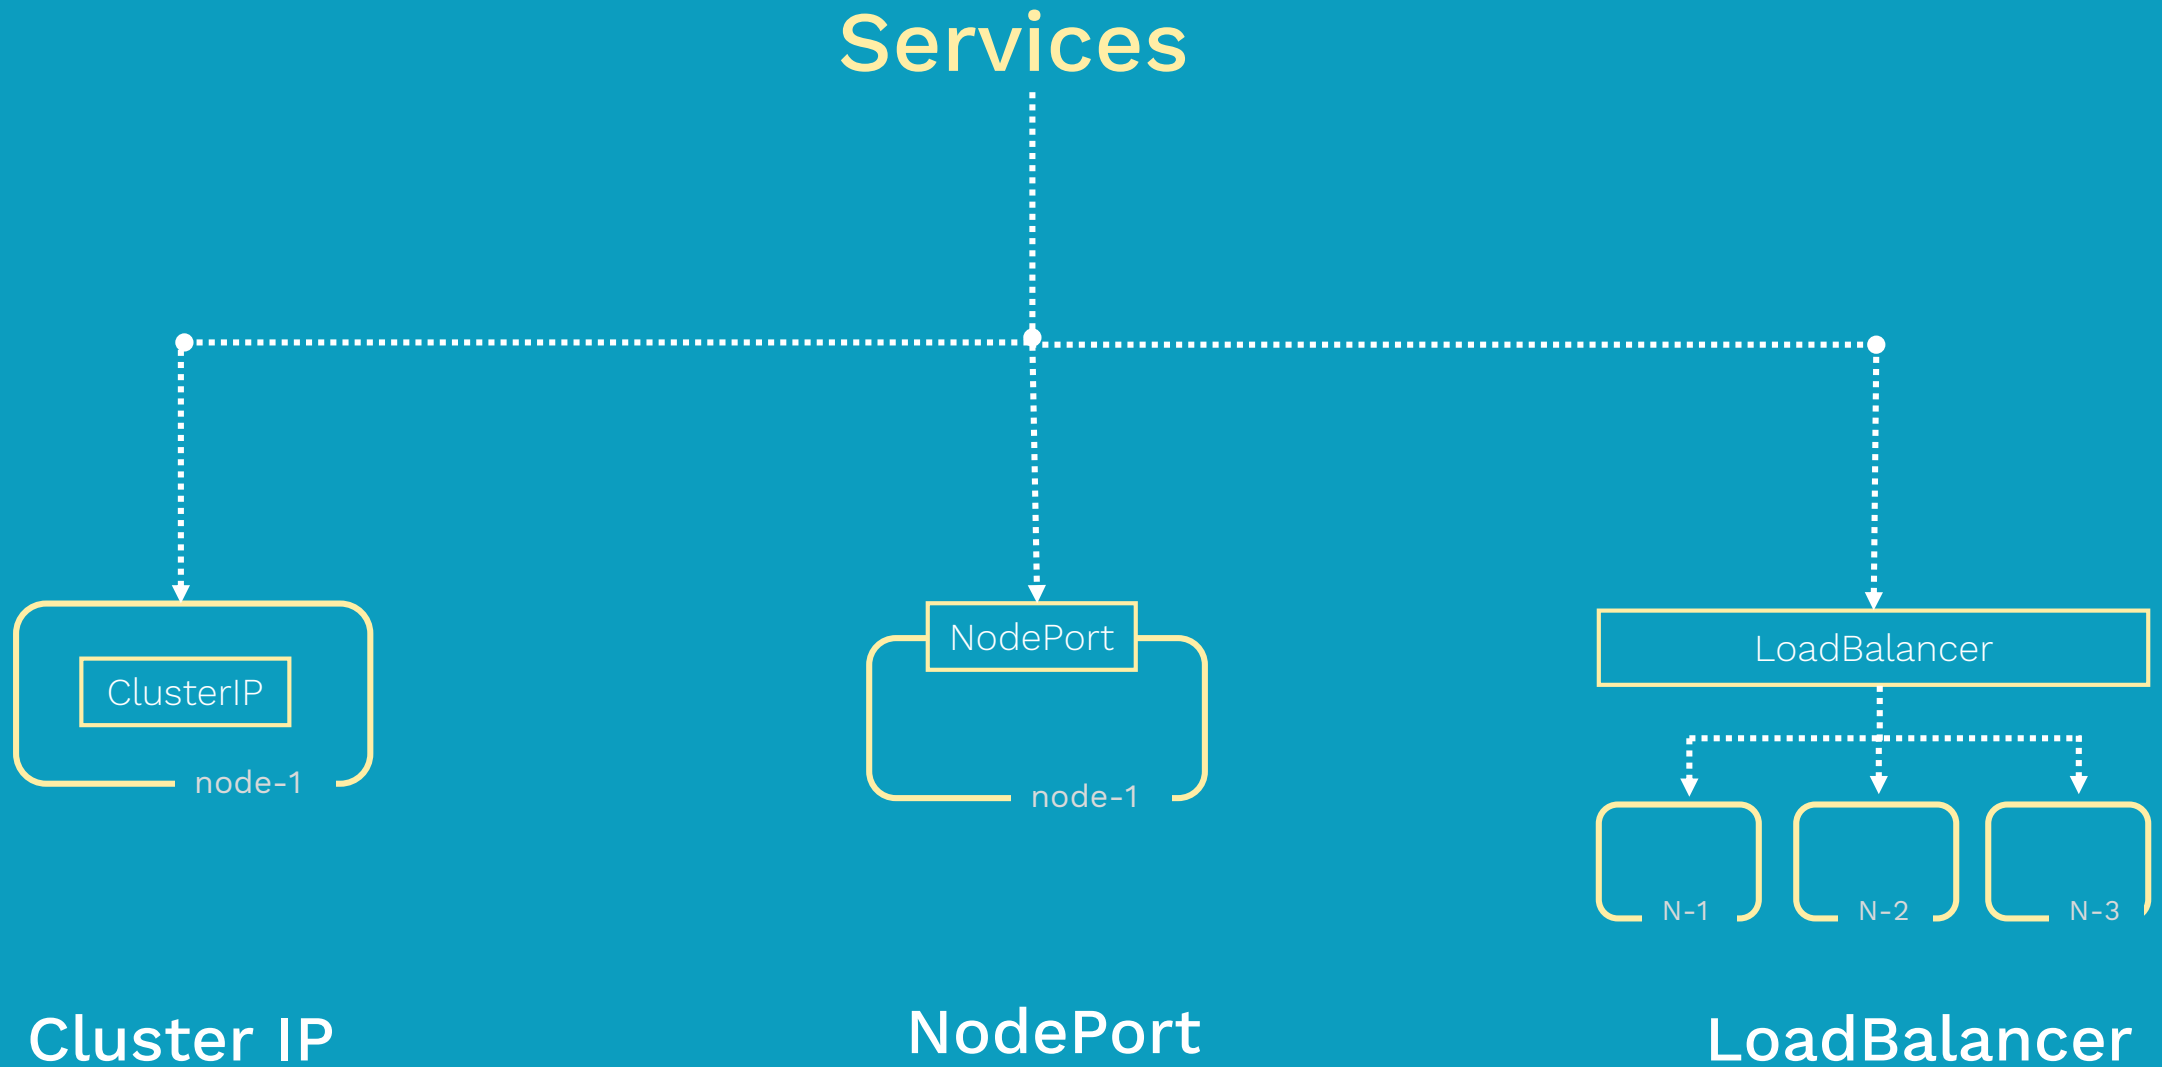 Services
ClusterIP
node-1
NodePort
node-1
LoadBalancer
N-1
N-2
N-3
Cluster IP
NodePort
LoadBalancer